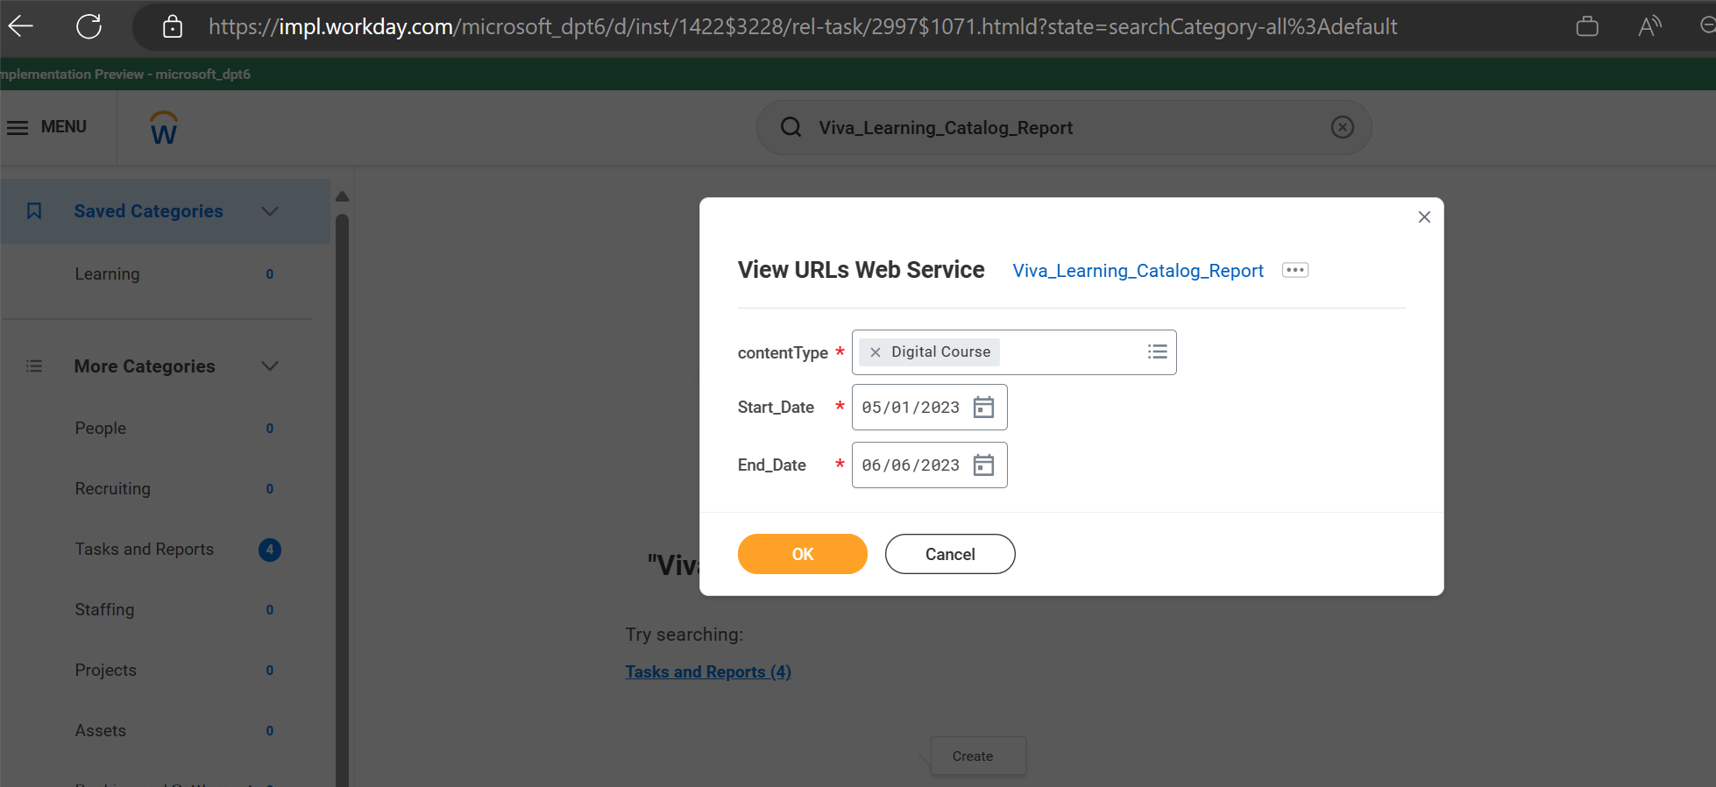 https://impl.workday.com/microsoft_dpt6/d/inst/1422$3228/rel-task/2997$1071.htmld?state=searchCategory-all%3Adefault
mplementation Preview - microsoft_dpt6
MENU
Viva_Learning_Catalog_Report
Saved Categories
Learning 0
More Categories
People 0
Recruiting 0
Tasks and Reports 4
Staffing 0
Projects 0
Assets 0
View URLs Web Service Viva_Learning_Catalog_Report
contentType * Digital Course
Start_Date * 05/01/2023
End_Date * 06/06/2023
OK Cancel
"Viv
Try searching:
Tasks and Reports (4)
Create